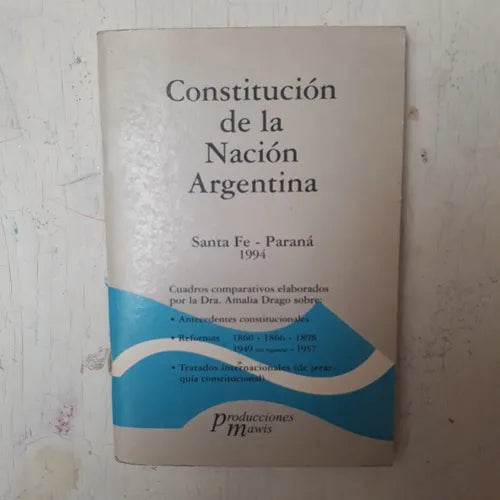 Constitución
de la
Nación
Argentina
Santa Fe - Paraná
1994
Cuadros comparativos elaborados
por la Dra. Amalia Drago sobre:
• Antecedentes constitucionales
• Reformas 1860 - 1866 - 1898
1949 - 1957
• Tratados internacionales (de jerar-
quía constitucional).
Producciones
mawis